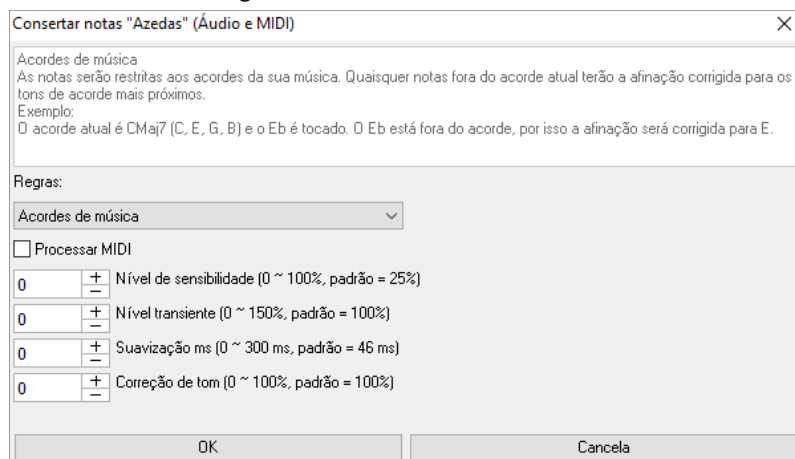 Consertar notas "Azedas" (Áudio e MIDI)
Acordes de música
As notas serão restritas aos acordes da sua música. Quaisquer notas fora do acorde atual terão a afinação corrigida para os
tons de acorde mais próximos.
Exemplo:
O acorde atual é CMaj7 (C, E, G, B) e o Eb é tocado. O Eb está fora do acorde, por isso a afinação será corrigida para E.
Regras:
Acordes de música
Processar MIDI
0 Nível de sensibilidade (0 ~ 100%, padrão = 25%)
0 Nível transiente (0 ~ 150%, padrão = 100%)
0 Suavização ms (0 ~ 300 ms, padrão = 46 ms)
0 Correção de tom (0 ~ 100%, padrão = 100%)
OK Cancela